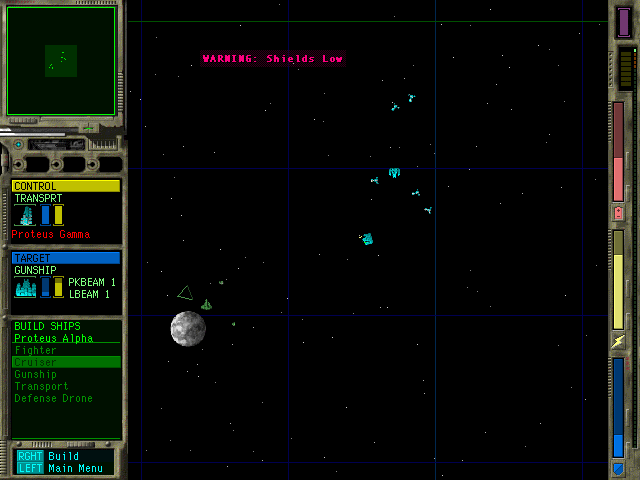 WARNING: Shields Low
CONTROL
TRANSPRT
Proteus Gamma
TARGET
GUNSHIP
PKBEAM 1
LBEAM 1
BUILD SHIPS
Proteus Alpha
Fighter
Cruiser
Gunship
Transport
Defense Drone
RGHT Build
LEFT Main Menu